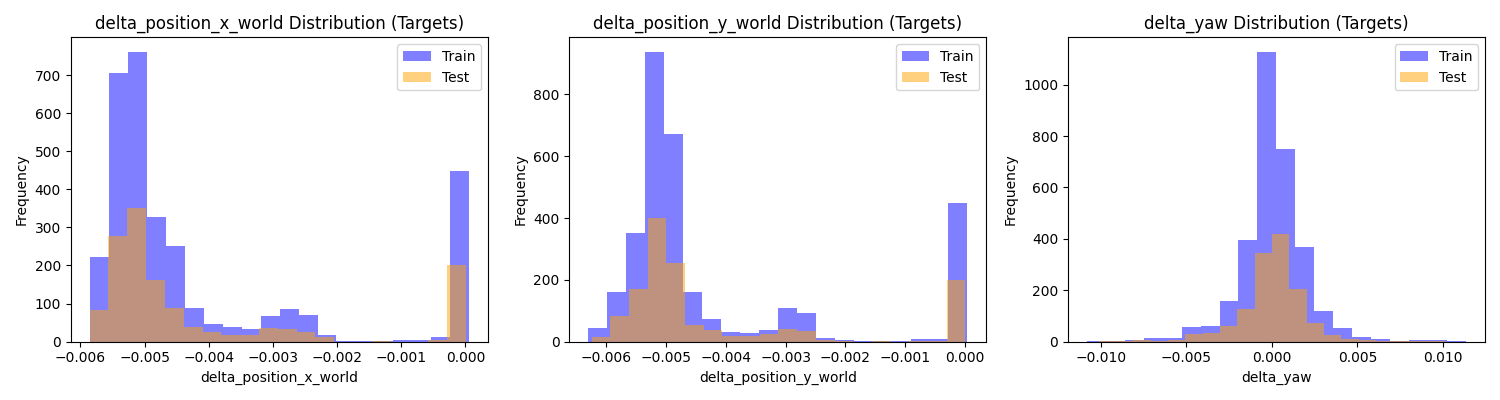 delta_position_x_world Distribution (Targets)
Train
Test
Frequency
700
600
500
400
300
200
100
0
−0.006
−0.005
−0.004
−0.003
−0.002
−0.001
0.000
delta_position_x_world
delta_position_y_world Distribution (Targets)
Train
Test
Frequency
800
600
400
200
0
−0.006
−0.005
−0.004
−0.003
−0.002
−0.001
0.000
delta_position_y_world
delta_yaw Distribution (Targets)
Train
Test
Frequency
1000
800
600
400
200
0
−0.010
−0.005
0.000
0.005
0.010
delta_yaw